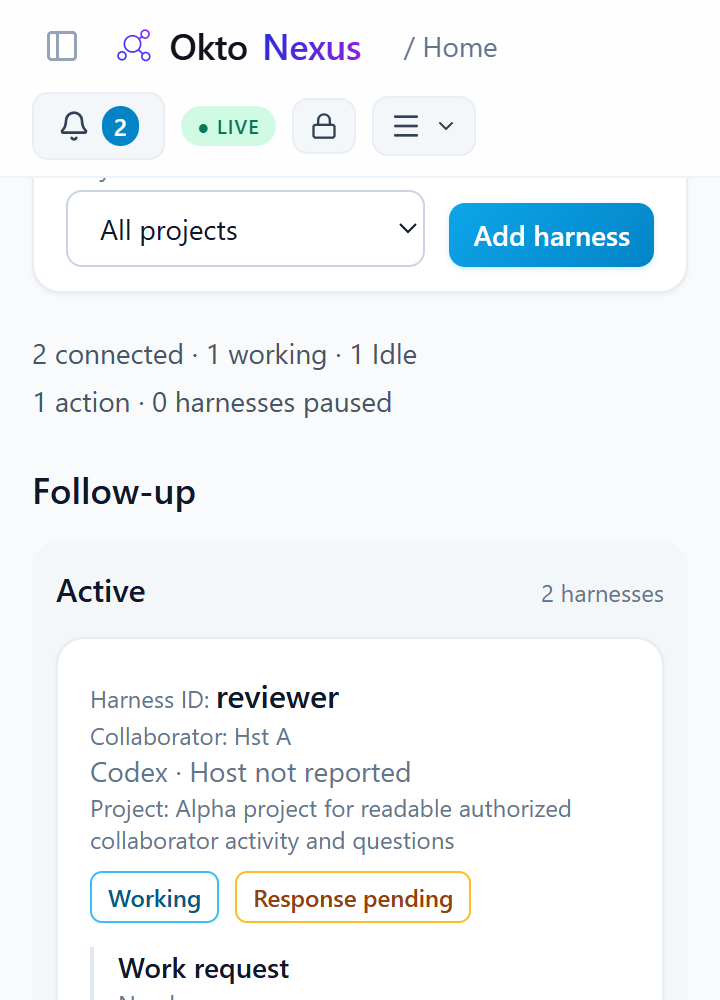 Okto Nexus / Home
2 LIVE
All projects
Add harness
2 connected · 1 working · 1 Idle
1 action · 0 harnesses paused
Follow-up
Active 2 harnesses
Harness ID: reviewer
Collaborator: Hst A
Codex · Host not reported
Project: Alpha project for readable authorized
collaborator activity and questions
Working Response pending
Work request